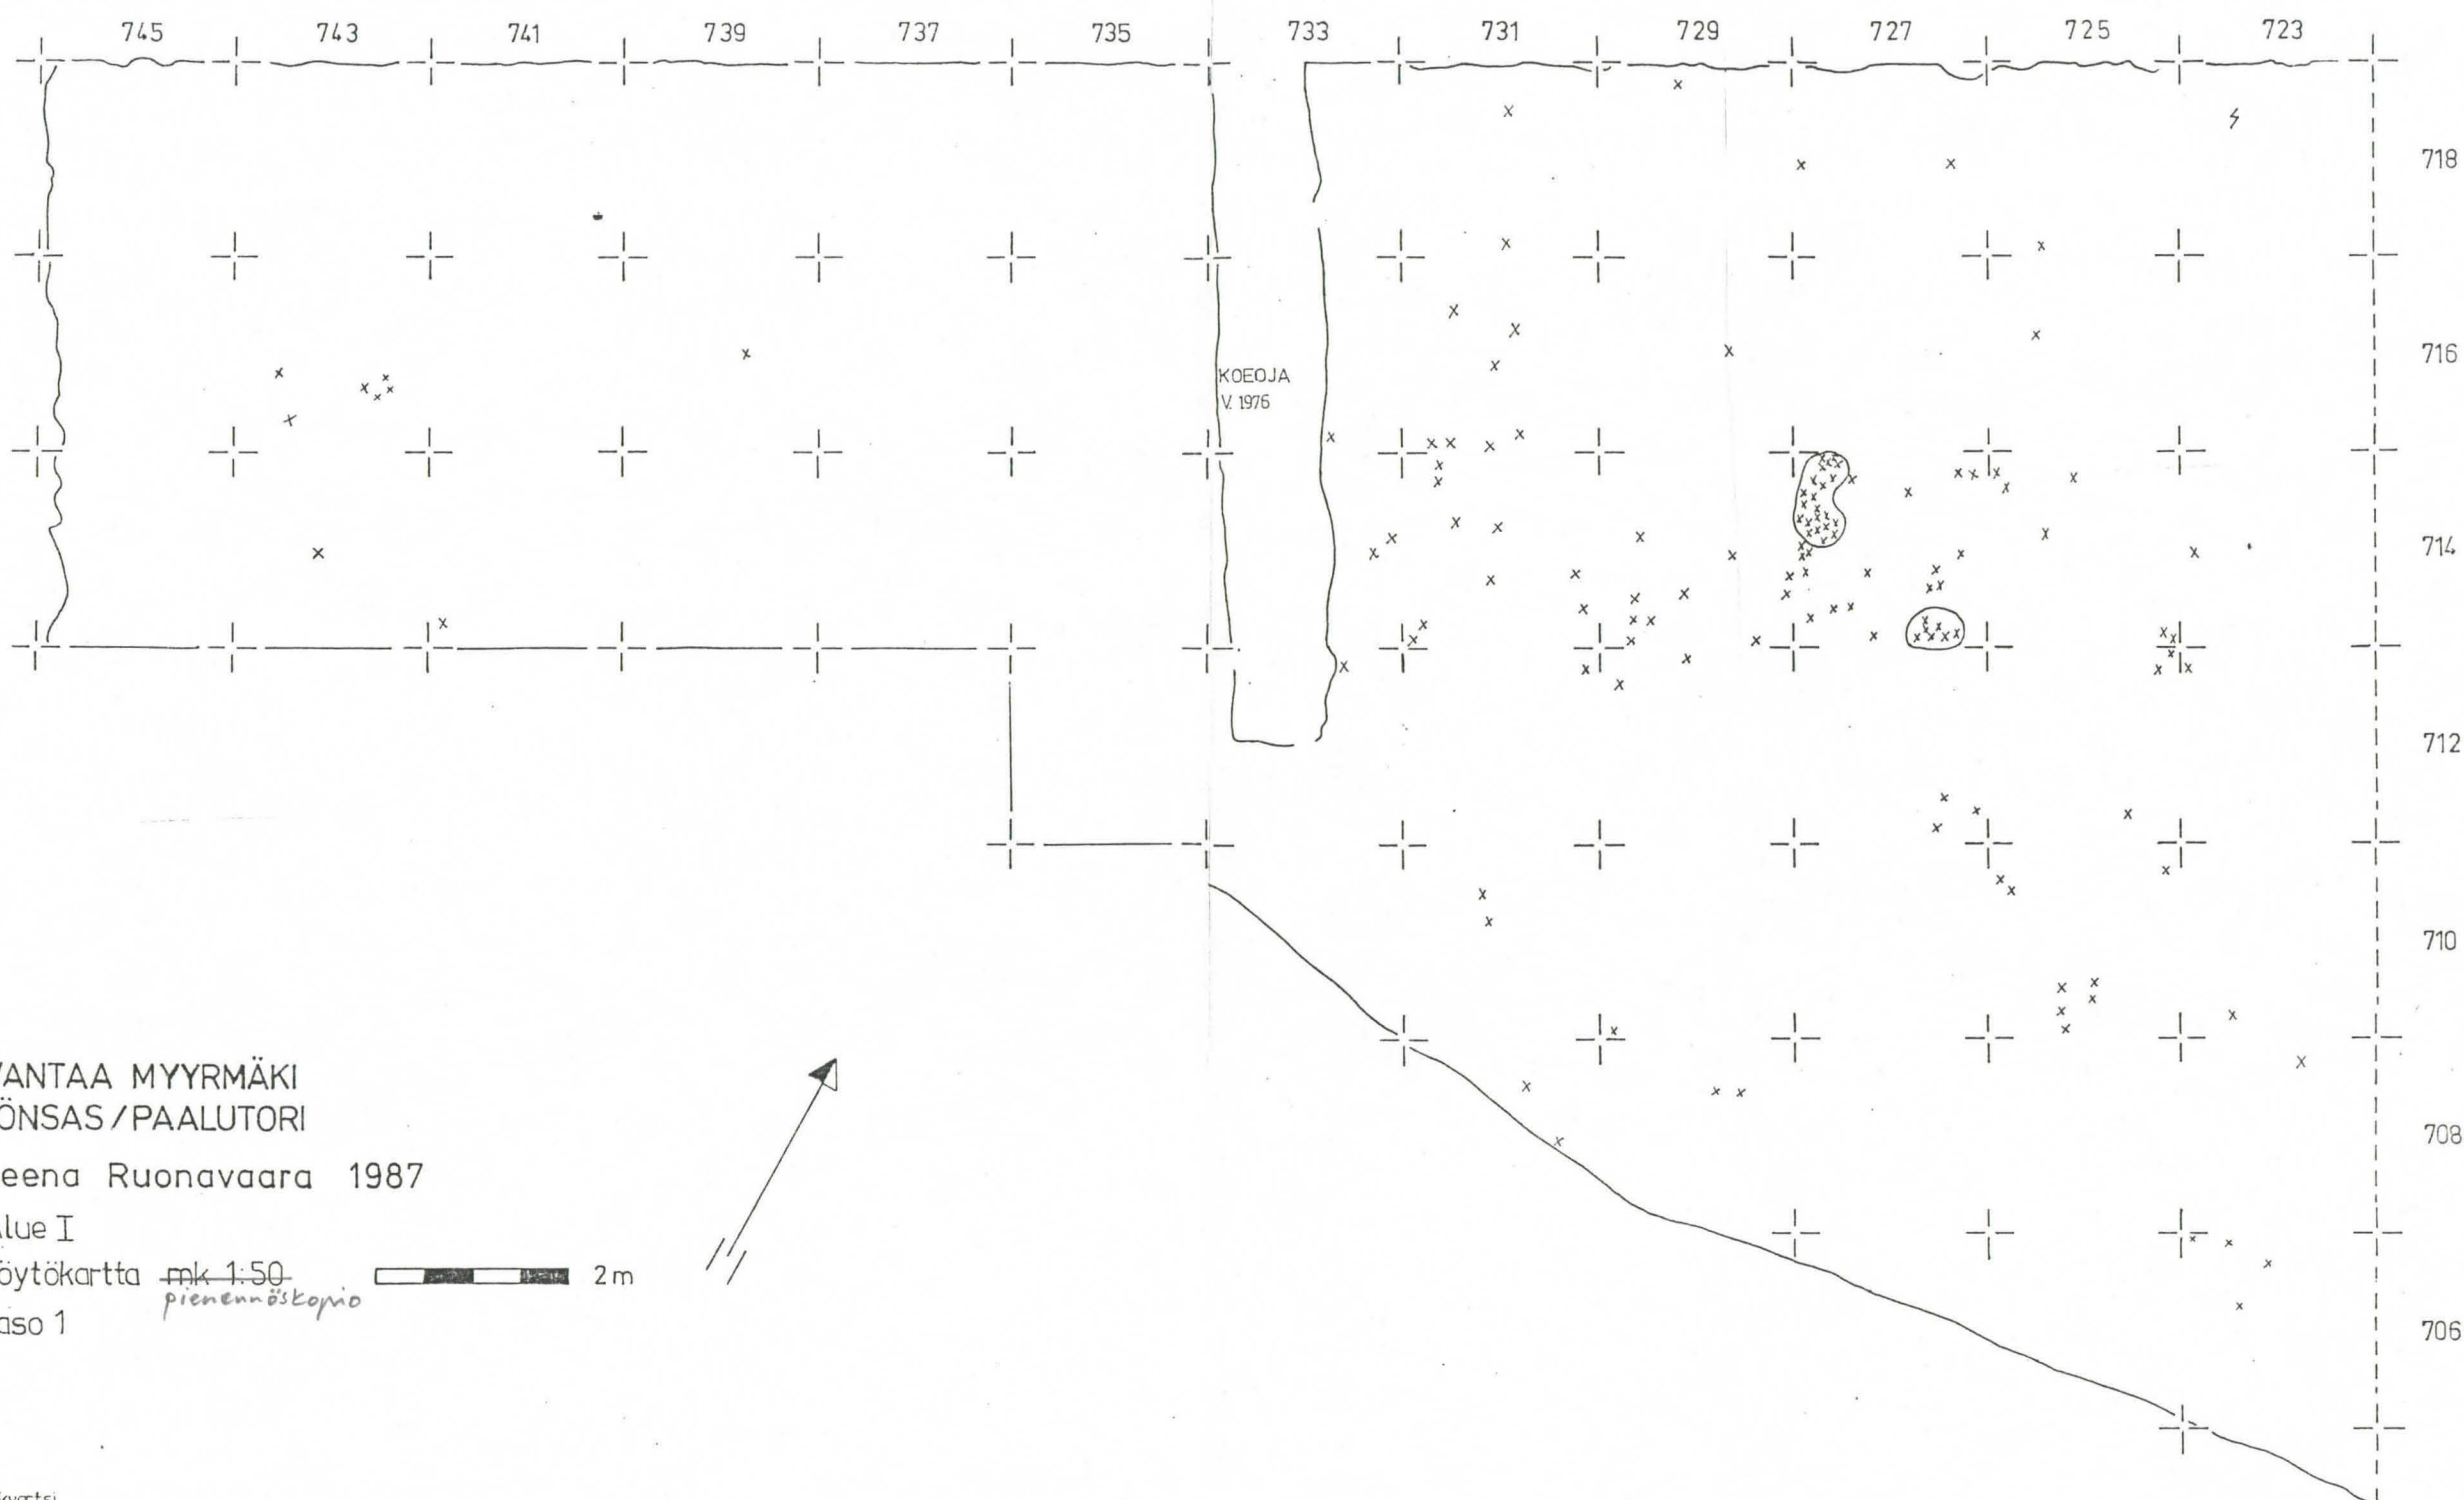 745 743 741 739 737 735 733 731 729 727 725 723
718
716
KOEOJA
V. 1976
714
712
710
708
706
VANTAA MYYRMÄKI
ÖNSAS / PAALUTORI
eena Ruonavaara 1987
lue I
öytökartta mk 1:50 2 m
pienennöskopio
aso 1